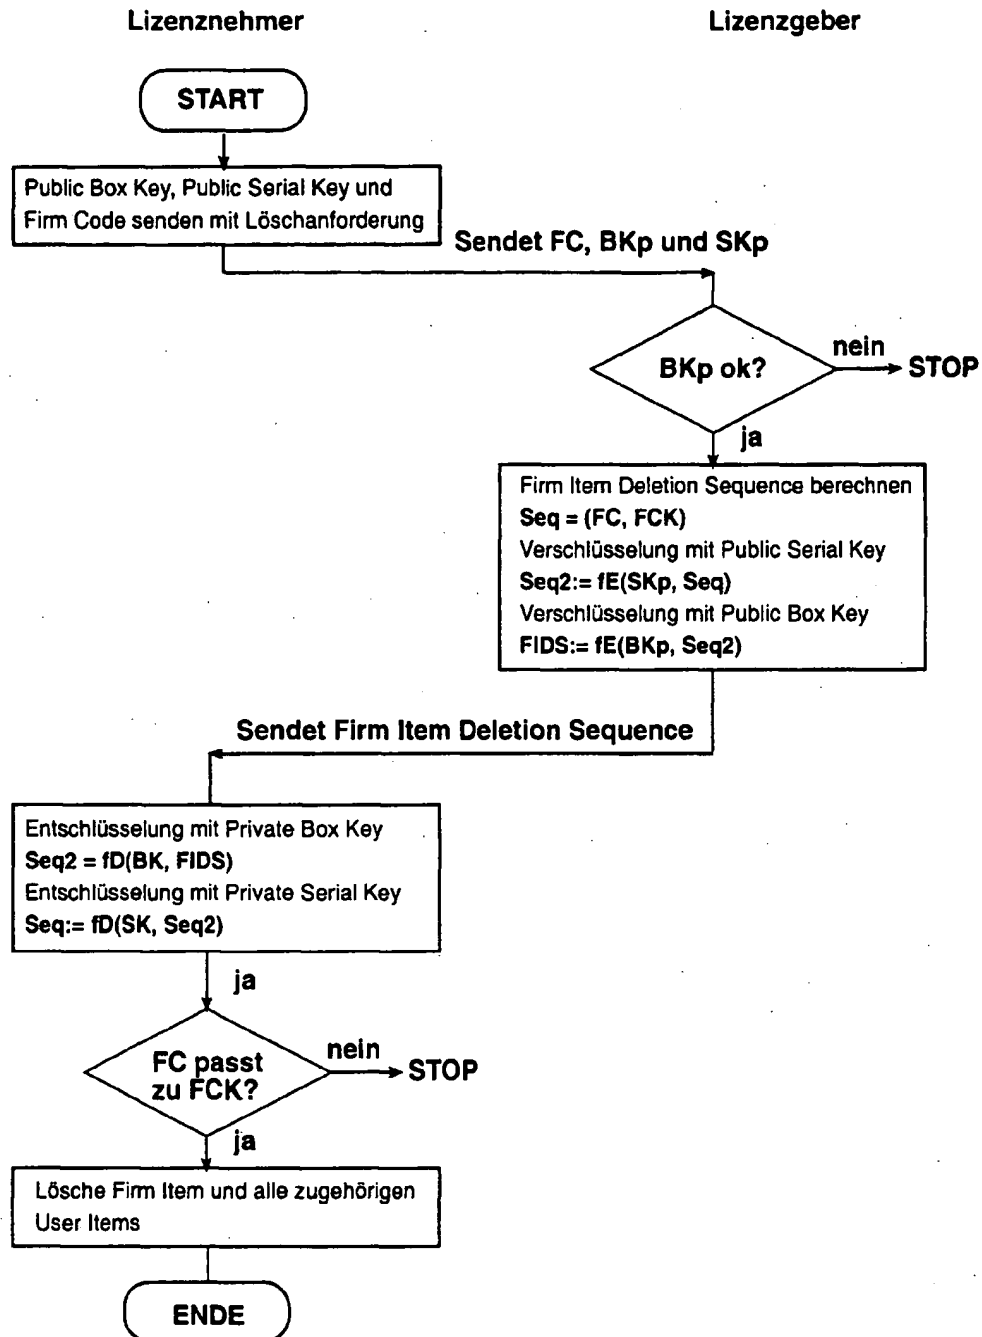 Lizenznehmer
Lizenzgeber
START
Public Box Key, Public Serial Key und
Firm Code senden mit Löschanforderung
Sendet FC, BKp und SKp
BKp ok?
nein
STOP
ja
Firm Item Deletion Sequence berechnen
Seq = (FC, FCK)
Verschlüsselung mit Public Serial Key
Seq2:= fE(SKp, Seq)
Verschlüsselung mit Public Box Key
FIDS:= fE(BKp, Seq2)
Sendet Firm Item Deletion Sequence
Entschlüsselung mit Private Box Key
Seq2 = fD(BK, FIDS)
Entschlüsselung mit Private Serial Key
Seq:= fD(SK, Seq2)
ja
FC passt
zu FCK?
nein
STOP
ja
Lösche Firm Item und alle zugehörigen
User Items
ENDE